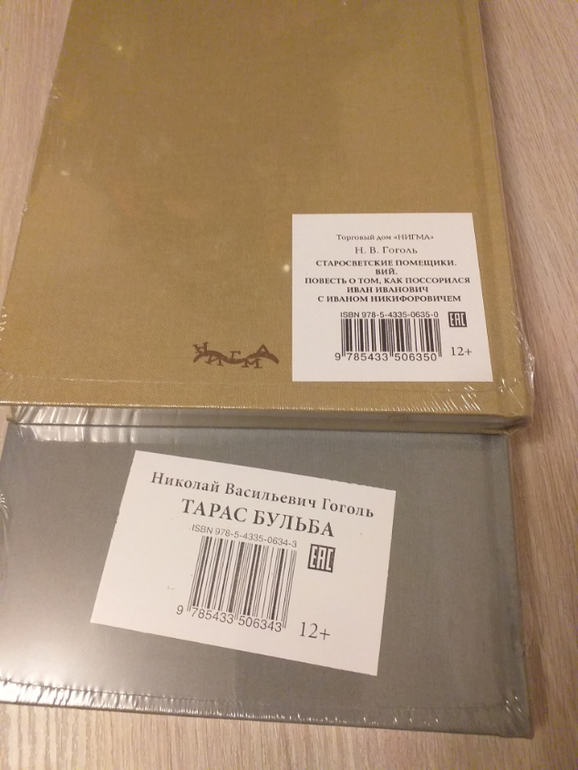 Торговый дом «НИГМА»
Н. В. Гоголь
СТАРОСВЕТСКИЕ ПОМЕЩИКИ.
ВИЙ.
ПОВЕСТЬ О ТОМ, КАК ПОССОРИЛСЯ
ИВАН ИВАНОВИЧ
С ИВАНОМ НИКИФОРОВИЧЕМ
ISBN 978-5-4335-0635-0
EAC
9 785433 506350
12+
НИГМА
Николай Васильевич Гоголь
ТАРАС БУЛЬБА
ISBN 978-5-4335-0634-3
EAC
9 785433 506343
12+